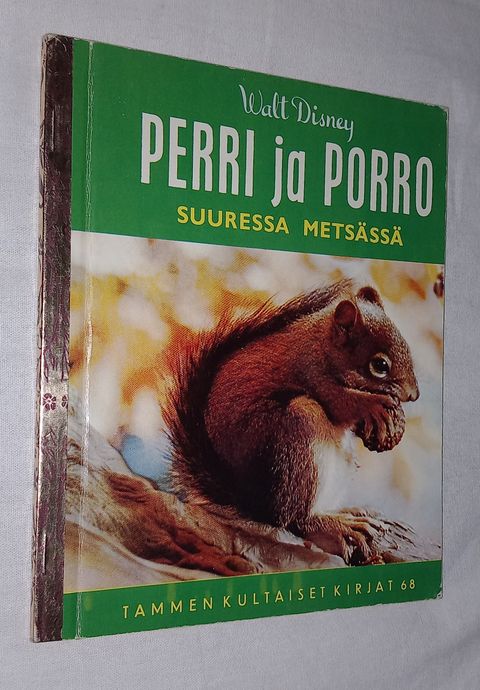 Walt Disney
PERRI ja PORRO
SUURESSA METSÄSSÄ
TAMMEN KULTAISET KIRJAT 68